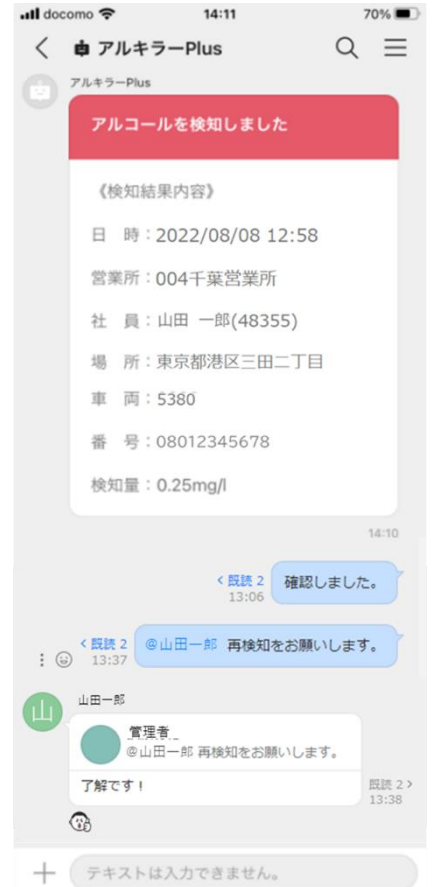 docomo 14:11 70%
アルキラーPlus
アルキラーPlus
アルコールを検知しました
《検知結果内容》
日 時：2022/08/08 12:58
営業所：004千葉営業所
社 員：山田 一郎(48355)
場 所：東京都港区三田二丁目
車 両：5380
番 号：08012345678
検知量：0.25mg/l
14:10
既読 2
13:06
確認しました。
既読 2
13:37
@山田一郎 再検知をお願いします。
山田一郎
山
管理者
@山田一郎 再検知をお願いします。
了解です！
既読 2
13:38
テキストは入力できません。